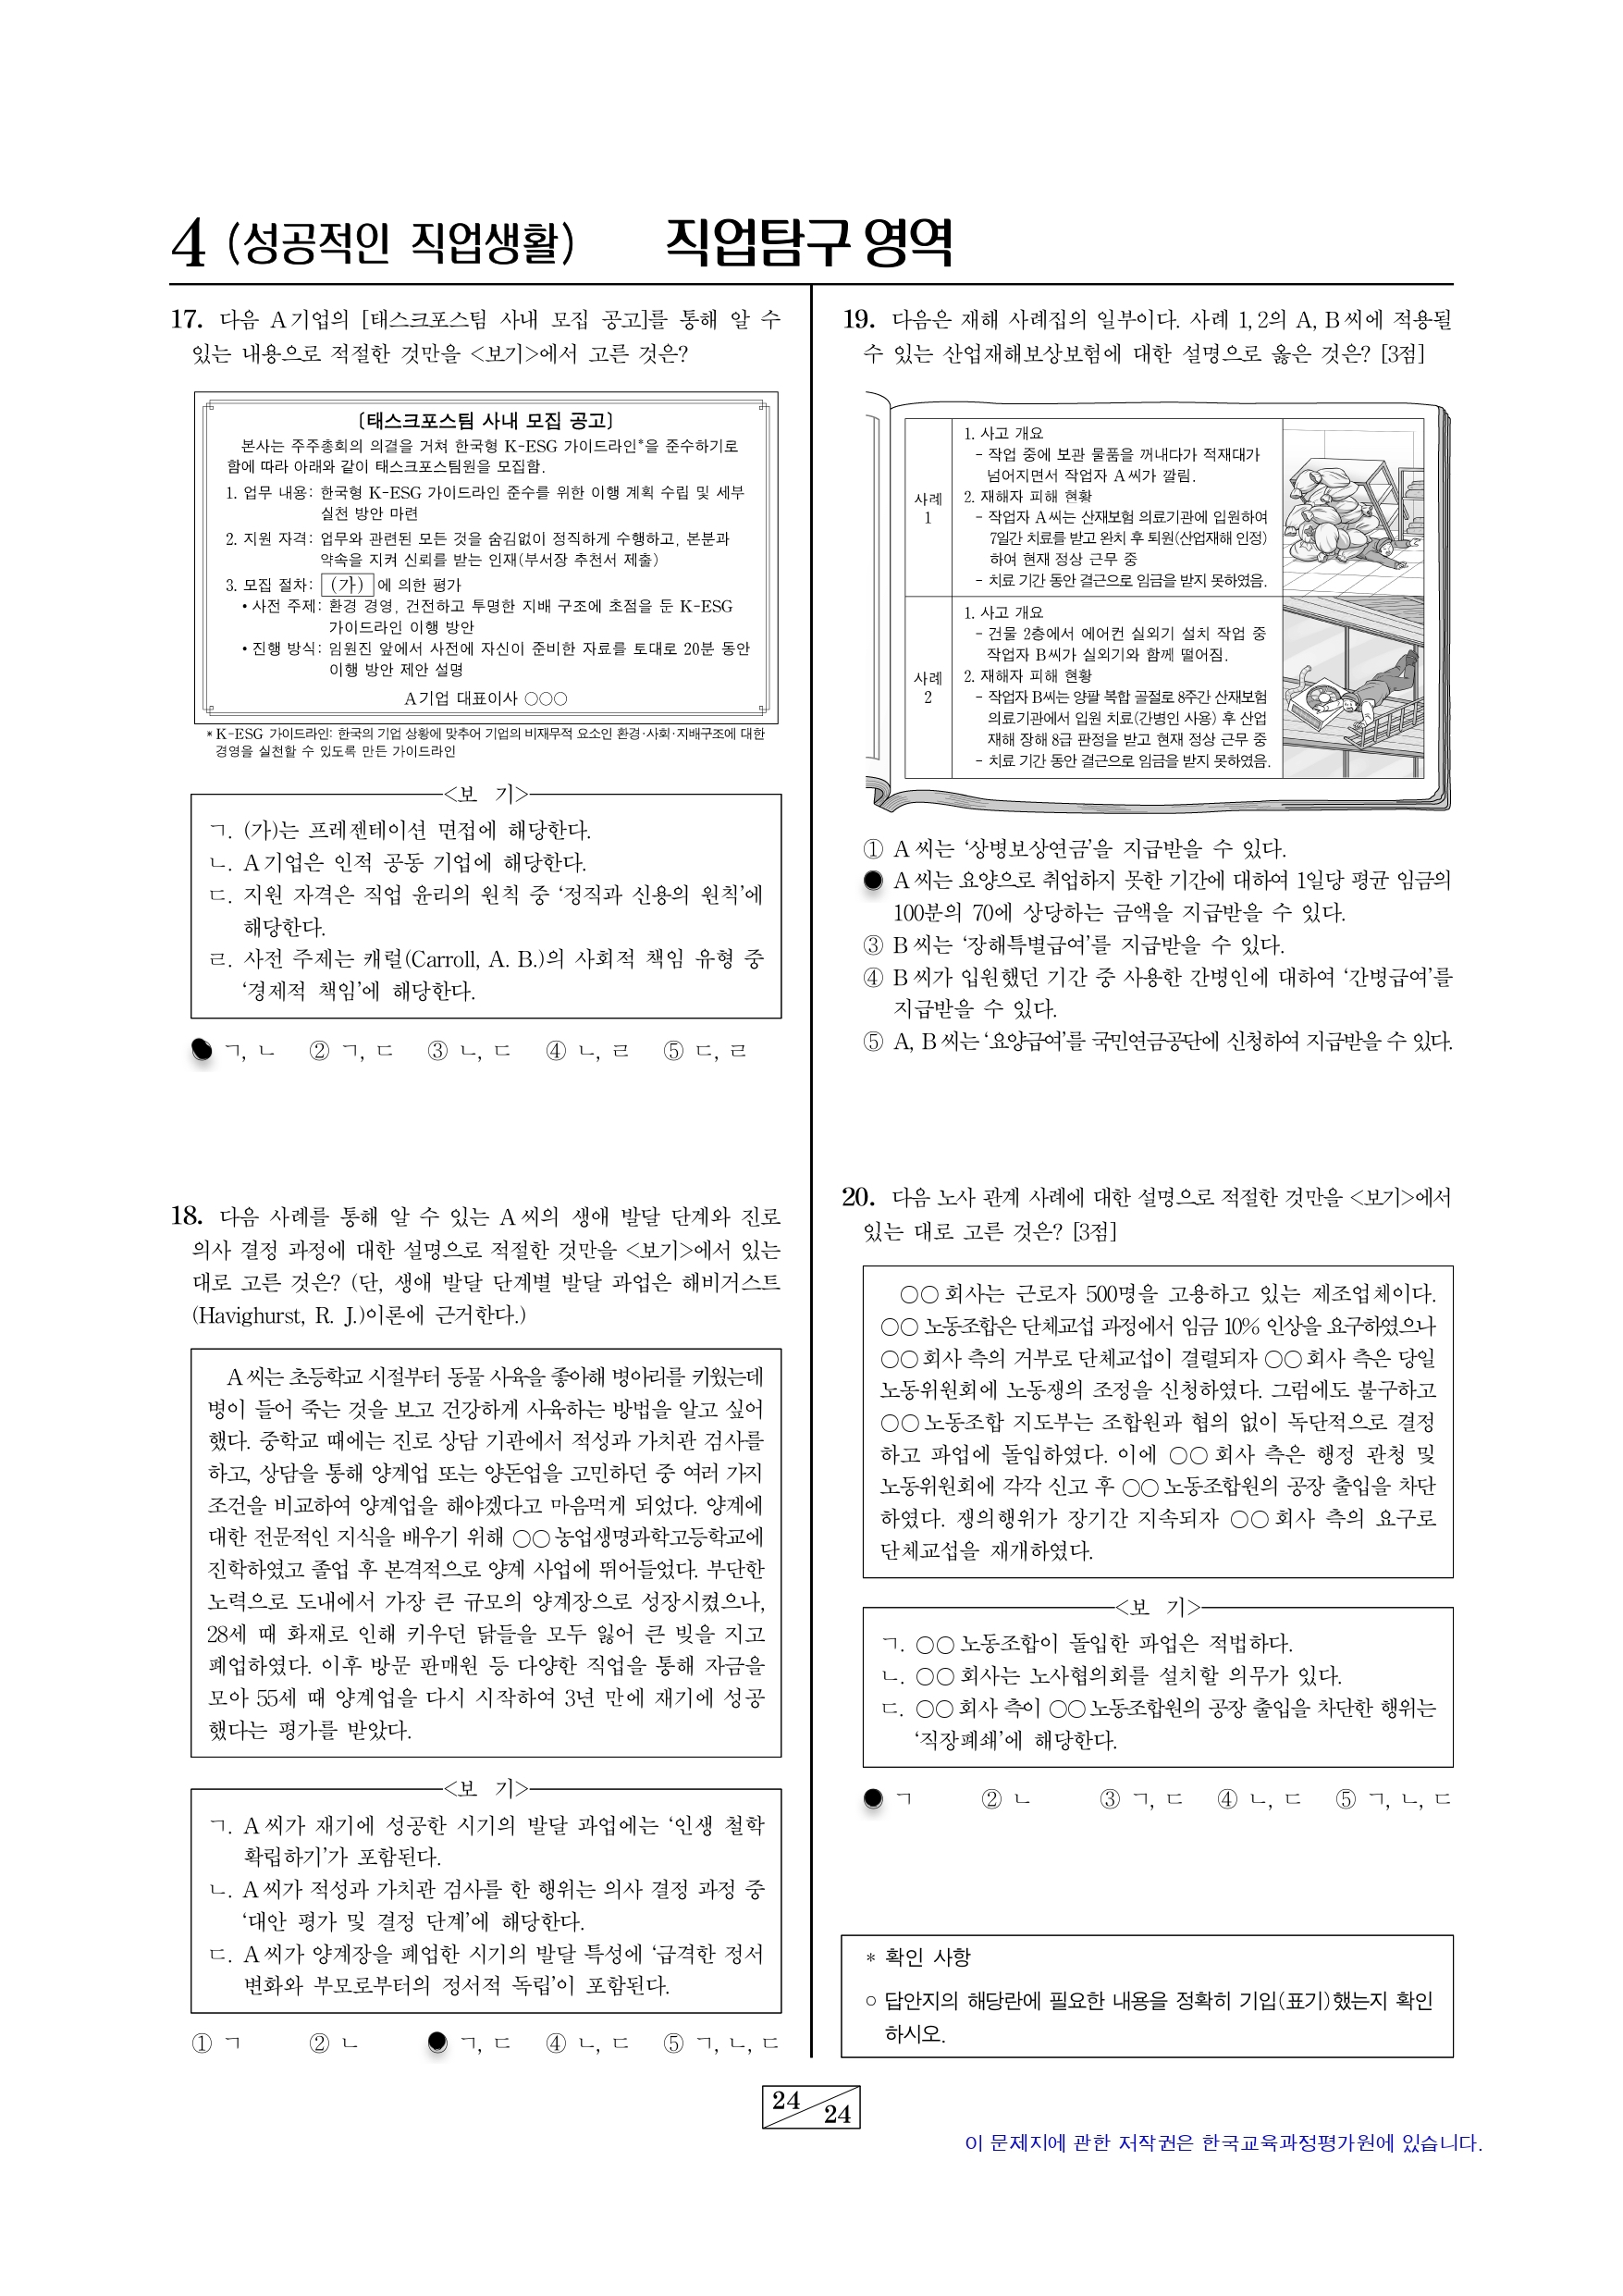 4 (성공적인 직업생활) 직업탐구 영역
17. 다음 A기업의 [태스크포스팀 사내 모집 공고]를 통해 알 수
있는 내용으로 적절한 것만을 <보기>에서 고른 것은?
[태스크포스팀 사내 모집 공고]
본사는 주주총회의 의결을 거쳐 한국형 K-ESG 가이드라인*을 준수하기로
함에 따라 아래와 같이 태스크포스팀원을 모집함.
1. 업무 내용: 한국형 K-ESG 가이드라인 준수를 위한 이행 계획 수립 및 세부
실천 방안 마련
2. 지원 자격: 업무와 관련된 모든 것을 숨김없이 정직하게 수행하고, 본분과
약속을 지켜 신뢰를 받는 인재(부서장 추천서 제출)
3. 모집 절차: (가) 에 의한 평가
• 사전 주제: 환경 경영, 건전하고 투명한 지배 구조에 초점을 둔 K-ESG
가이드라인 이행 방안
• 진행 방식: 임원진 앞에서 사전에 자신이 준비한 자료를 토대로 20분 동안
이행 방안 제안 설명
A기업 대표이사 ○○○
* K-ESG 가이드라인: 한국의 기업 상황에 맞추어 기업의 비재무적 요소인 환경·사회·지배구조에 대한
경영을 실천할 수 있도록 만든 가이드라인
<보 기>
ㄱ. (가)는 프레젠테이션 면접에 해당한다.
ㄴ. A기업은 인적 공동 기업에 해당한다.
ㄷ. 지원 자격은 직업 윤리의 원칙 중 ‘정직과 신용의 원칙’에
해당한다.
ㄹ. 사전 주제는 캐럴(Carroll, A. B.)의 사회적 책임 유형 중
‘경제적 책임’에 해당한다.
● ㄱ, ㄴ ② ㄱ, ㄷ ③ ㄴ, ㄷ ④ ㄴ, ㄹ ⑤ ㄷ, ㄹ
18. 다음 사례를 통해 알 수 있는 A씨의 생애 발달 단계와 진로
의사 결정 과정에 대한 설명으로 적절한 것만을 <보기>에서 있는
대로 고른 것은? (단, 생애 발달 단계별 발달 과업은 해비거스트
(Havighurst, R. J.)이론에 근거한다.)
A씨는 초등학교 시절부터 동물 사육을 좋아해 병아리를 키웠는데
병이 들어 죽는 것을 보고 건강하게 사육하는 방법을 알고 싶어
했다. 중학교 때에는 진로 상담 기관에서 적성과 가치관 검사를
하고, 상담을 통해 양계업 또는 양돈업을 고민하던 중 여러 가지
조건을 비교하여 양계업을 해야겠다고 마음먹게 되었다. 양계에
대한 전문적인 지식을 배우기 위해 ○○농업생명과학고등학교에
진학하였고 졸업 후 본격적으로 양계 사업에 뛰어들었다. 부단한
노력으로 도내에서 가장 큰 규모의 양계장으로 성장시켰으나,
28세 때 화재로 인해 키우던 닭들을 모두 잃어 큰 빚을 지고
폐업하였다. 이후 방문 판매원 등 다양한 직업을 통해 자금을
모아 55세 때 양계업을 다시 시작하여 3년 만에 재기에 성공
했다는 평가를 받았다.
<보 기>
ㄱ. A씨가 재기에 성공한 시기의 발달 과업에는 ‘인생 철학
확립하기’가 포함된다.
ㄴ. A씨가 적성과 가치관 검사를 한 행위는 의사 결정 과정 중
‘대안 평가 및 결정 단계’에 해당한다.
ㄷ. A씨가 양계장을 폐업한 시기의 발달 특성에 ‘급격한 정서
변화와 부모로부터의 정서적 독립’이 포함된다.
① ㄱ ② ㄴ ● ㄱ, ㄷ ④ ㄴ, ㄷ ⑤ ㄱ, ㄴ, ㄷ
19. 다음은 재해 사례집의 일부이다. 사례 1, 2의 A, B씨에 적용될
수 있는 산업재해보상보험에 대한 설명으로 옳은 것은? [3점]
사례
1
1. 사고 개요
- 작업 중에 보관 물품을 꺼내다가 적재대가
넘어지면서 작업자 A씨가 깔림.
2. 재해자 피해 현황
- 작업자 A씨는 산재보험 의료기관에 입원하여
7일간 치료를 받고 완치 후 퇴원(산업재해 인정)
하여 현재 정상 근무 중
- 치료 기간 동안 결근으로 임금을 받지 못하였음.
사례
2
1. 사고 개요
- 건물 2층에서 에어컨 실외기 설치 작업 중
작업자 B씨가 실외기와 함께 떨어짐.
2. 재해자 피해 현황
- 작업자 B씨는 양팔 복합 골절로 8주간 산재보험
의료기관에서 입원 치료(간병인 사용) 후 산업
재해 장해 8급 판정을 받고 현재 정상 근무 중
- 치료 기간 동안 결근으로 임금을 받지 못하였음.
① A씨는 ‘상병보상연금’을 지급받을 수 있다.
● A씨는 요양으로 취업하지 못한 기간에 대하여 1일당 평균 임금의
100분의 70에 상당하는 금액을 지급받을 수 있다.
③ B씨는 ‘장해특별급여’를 지급받을 수 있다.
④ B씨가 입원했던 기간 중 사용한 간병인에 대하여 ‘간병급여’를
지급받을 수 있다.
⑤ A, B씨는 ‘요양급여’를 국민연금공단에 신청하여 지급받을 수 있다.
20. 다음 노사 관계 사례에 대한 설명으로 적절한 것만을 <보기>에서
있는 대로 고른 것은? [3점]
○○회사는 근로자 500명을 고용하고 있는 제조업체이다.
○○노동조합은 단체교섭 과정에서 임금 10% 인상을 요구하였으나
○○회사 측의 거부로 단체교섭이 결렬되자 ○○회사 측은 당일
노동위원회에 노동쟁의 조정을 신청하였다. 그럼에도 불구하고
○○노동조합 지도부는 조합원과 협의 없이 독단적으로 결정
하고 파업에 돌입하였다. 이에 ○○회사 측은 행정 관청 및
노동위원회에 각각 신고 후 ○○노동조합원의 공장 출입을 차단
하였다. 쟁의행위가 장기간 지속되자 ○○회사 측의 요구로
단체교섭을 재개하였다.
<보 기>
ㄱ. ○○노동조합이 돌입한 파업은 적법하다.
ㄴ. ○○회사는 노사협의회를 설치할 의무가 있다.
ㄷ. ○○회사 측이 ○○노동조합원의 공장 출입을 차단한 행위는
‘직장폐쇄’에 해당한다.
● ㄱ ② ㄴ ③ ㄱ, ㄷ ④ ㄴ, ㄷ ⑤ ㄱ, ㄴ, ㄷ
* 확인 사항
○ 답안지의 해당란에 필요한 내용을 정확히 기입(표기)했는지 확인
하시오.
24 24
이 문제지에 관한 저작권은 한국교육과정평가원에 있습니다.